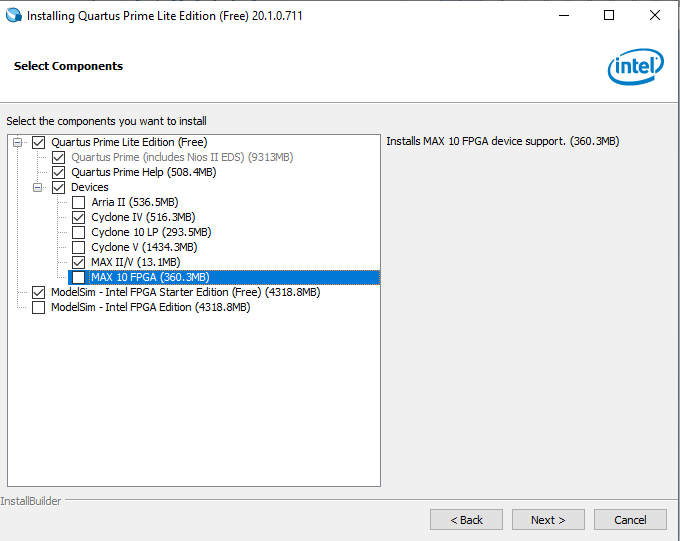 Installing Quartus Prime Lite Edition (Free) 20.1.0.711
Select Components
intel
Select the components you want to install
Quartus Prime Lite Edition (Free)
Installs MAX 10 FPGA device support. (360.3MB)
Quartus Prime (includes Nios II EDS) (9313MB)
Quartus Prime Help (508.4MB)
Devices
Arria II (536.5MB)
Cyclone IV (516.3MB)
Cyclone 10 LP (293.5MB)
Cyclone V (1434.3MB)
MAX II/V (13.1MB)
MAX 10 FPGA (360.3MB)
ModelSim - Intel FPGA Starter Edition (Free) (4318.8MB)
ModelSim - Intel FPGA Edition (4318.8MB)
InstallBuilder
< Back
Next >
Cancel